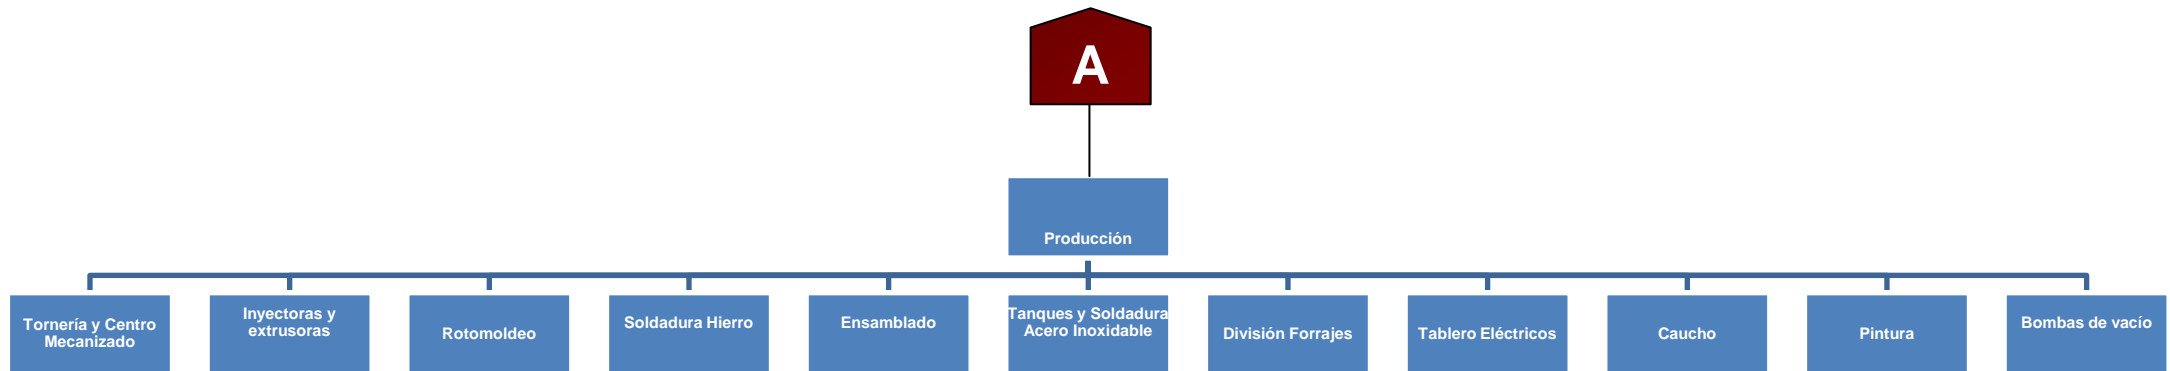 A
Producción
Tornería y Centro
Mecanizado
Inyectoras y
extrusoras
Rotomoldeo
Soldadura Hierro
Ensamblado
Tanques y Soldadura
Acero Inoxidable
División Forrajes
Tablero Eléctricos
Caucho
Pintura
Bombas de vacío